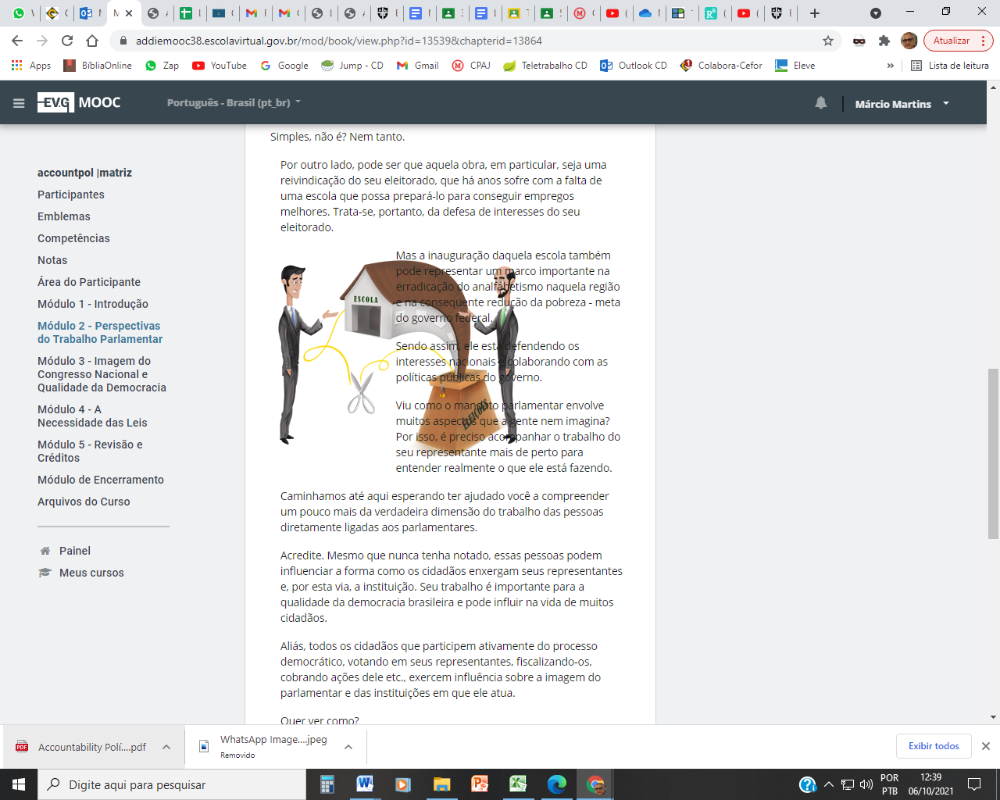 addiemooc38.escolavirtual.gov.br/mod/book/view.php?id=13539&chapterid=13864
Atualizar
Apps
BíbliaOnline
Zap
YouTube
Google
Jump - CD
Gmail
CPAJ
Teletrabalho CD
Outlook CD
Colabora-Cefor
Eleve
»
Lista de leitura
EV.G MOOC
Português - Brasil (pt_br)
Márcio Martins
accountpol |matriz
Participantes
Emblemas
Competências
Notas
Área do Participante
Módulo 1 - Introdução
Módulo 2 - Perspectivas
do Trabalho Parlamentar
Módulo 3 - Imagem do
Congresso Nacional e
Qualidade da Democracia
Módulo 4 - A
Necessidade das Leis
Módulo 5 - Revisão e
Créditos
Módulo de Encerramento
Arquivos do Curso
Painel
Meus cursos
Simples, não é? Nem tanto.
Por outro lado, pode ser que aquela obra, em particular, seja uma
reivindicação do seu eleitorado, que há anos sofre com a falta de
uma escola que possa prepará-lo para conseguir empregos
melhores. Trata-se, portanto, da defesa de interesses do seu
eleitorado.
ESCOLA
ELEIÇÕES
Mas a inauguração daquela escola também
pode representar um marco importante na
erradicação do analfabetismo naquela região
e na consequente redução da pobreza - meta
do governo federal.
Sendo assim, ele está defendendo os
interesses nacionais e colaborando com as
políticas públicas do governo.
Viu como o mandato parlamentar envolve
muitos aspectos que a gente nem imagina?
Por isso, é preciso acompanhar o trabalho do
seu representante mais de perto para
entender realmente o que ele está fazendo.
Caminhamos até aqui esperando ter ajudado você a compreender
um pouco mais da verdadeira dimensão do trabalho das pessoas
diretamente ligadas aos parlamentares.
Acredite. Mesmo que nunca tenha notado, essas pessoas podem
influenciar a forma como os cidadãos enxergam seus representantes
e, por esta via, a instituição. Seu trabalho é importante para a
qualidade da democracia brasileira e pode influir na vida de muitos
cidadãos.
Aliás, todos os cidadãos que participem ativamente do processo
democrático, votando em seus representantes, fiscalizando-os,
cobrando ações dele etc., exercem influência sobre a imagem do
parlamentar e das instituições em que ele atua.
Quer ver como?
Accountability Polí....pdf
WhatsApp Image....jpeg
Removido
Exibir todos
Digite aqui para pesquisar
POR
PTB
12:39
06/10/2021